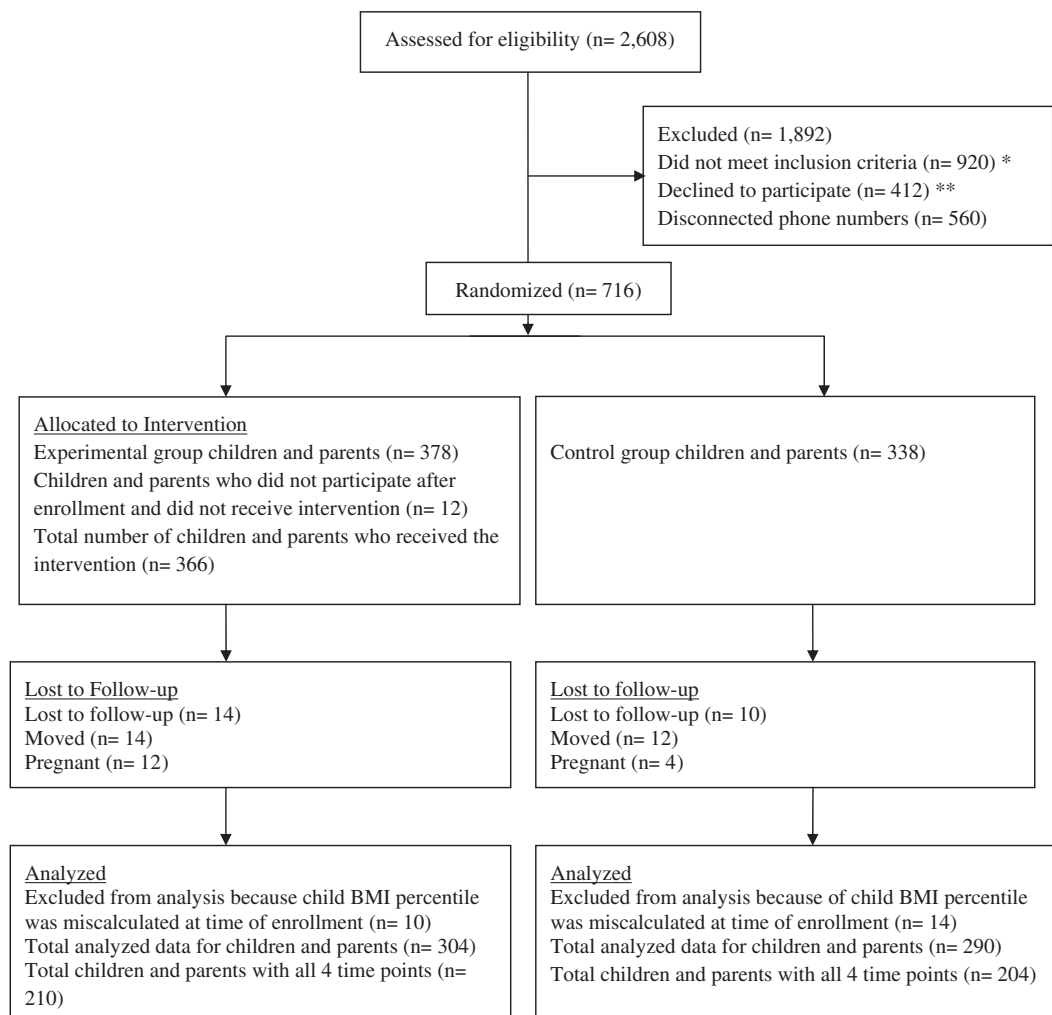 Assessed for eligibility (n= 2,608)
Excluded (n= 1,892)
Did not meet inclusion criteria (n= 920) *
Declined to participate (n= 412) **
Disconnected phone numbers (n= 560)
Randomized (n= 716)
Allocated to Intervention
Experimental group children and parents (n= 378)
Children and parents who did not participate after
enrollment and did not receive intervention (n= 12)
Total number of children and parents who received the
intervention (n= 366)
Control group children and parents (n= 338)
Lost to Follow-up
Lost to follow-up (n= 14)
Moved (n= 14)
Pregnant (n= 12)
Lost to follow-up
Lost to follow-up (n= 10)
Moved (n= 12)
Pregnant (n= 4)
Analyzed
Excluded from analysis because child BMI percentile
was miscalculated at time of enrollment (n= 10)
Total analyzed data for children and parents (n= 304)
Total children and parents with all 4 time points (n=
210)
Analyzed
Excluded from analysis because of child BMI percentile
was miscalculated at time of enrollment (n= 14)
Total analyzed data for children and parents (n= 290)
Total children and parents with all 4 time points (n= 204)